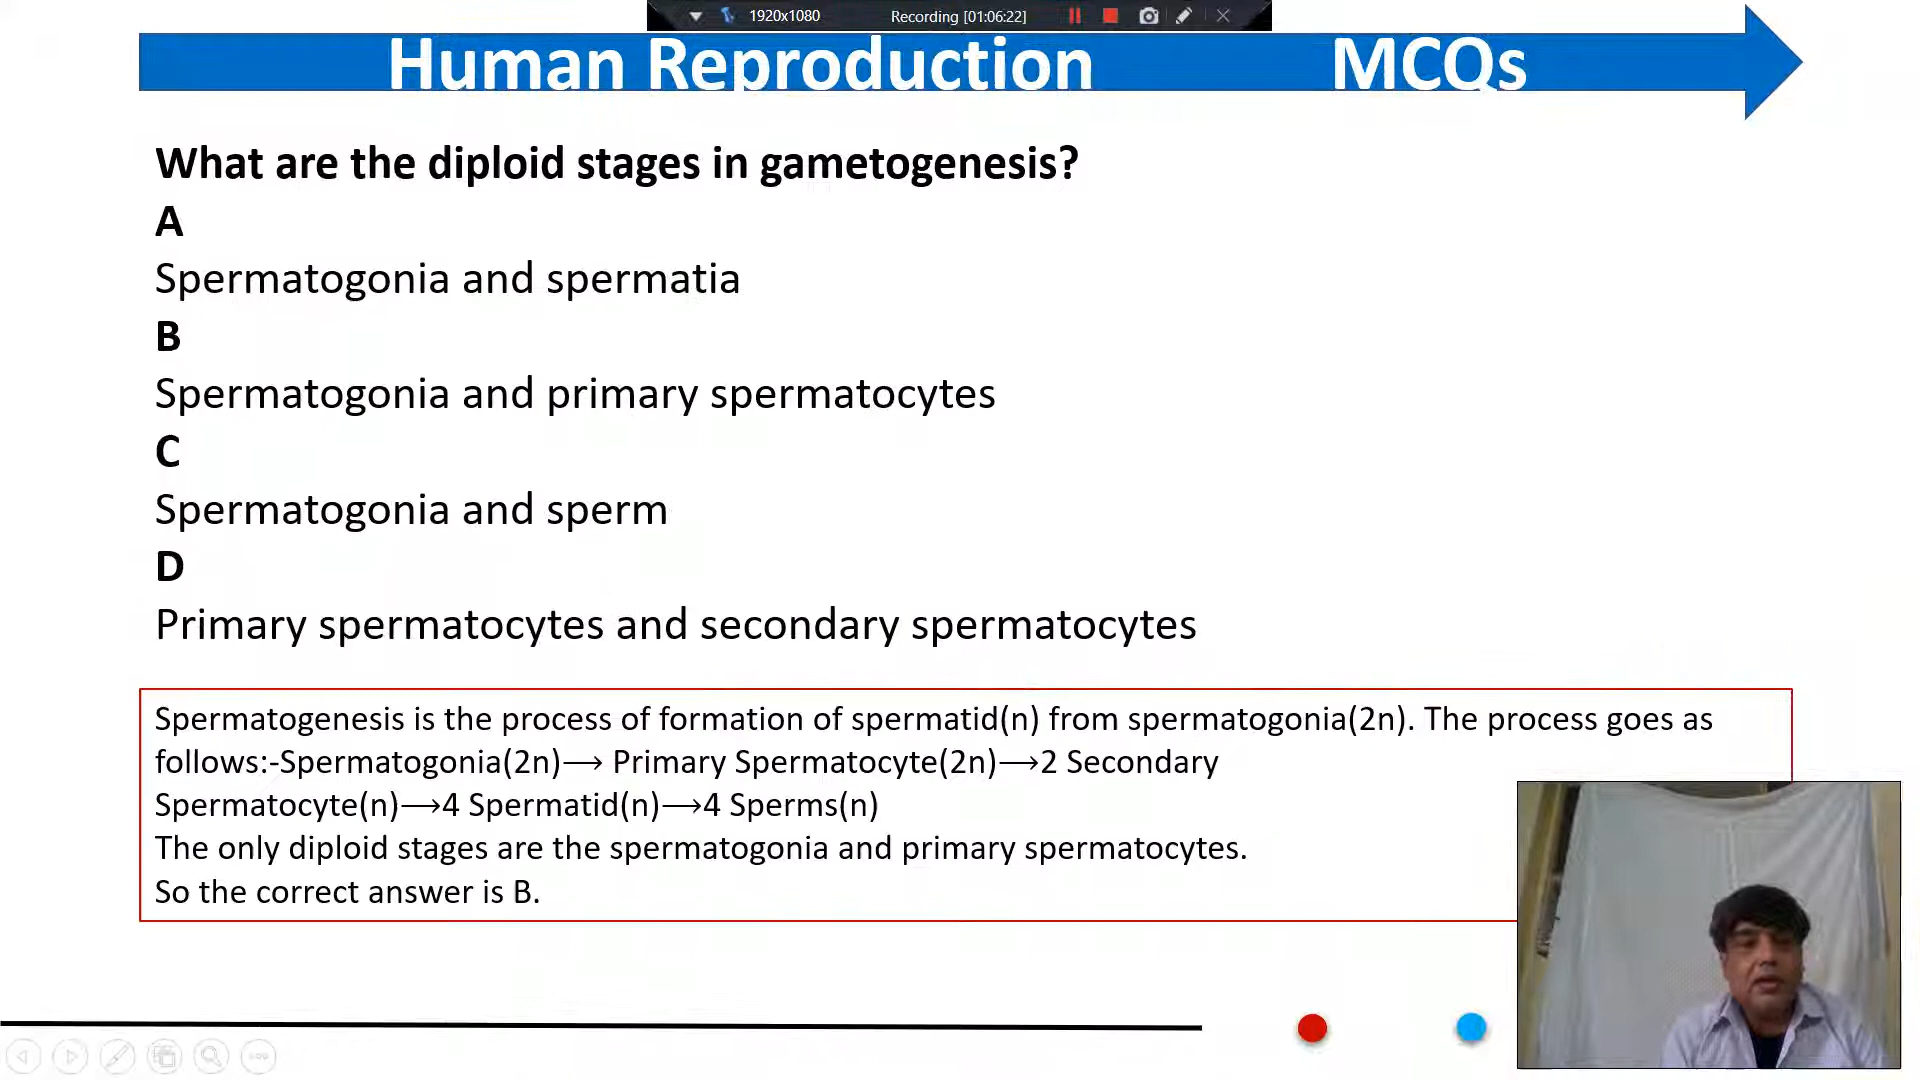 1920x1080 Recording [01:06:22]
Human Reproduction MCQs
What are the diploid stages in gametogenesis?
A
Spermatogonia and spermatia
B
Spermatogonia and primary spermatocytes
C
Spermatogonia and sperm
D
Primary spermatocytes and secondary spermatocytes
Spermatogenesis is the process of formation of spermatid(n) from spermatogonia(2n). The process goes as
follows:-Spermatogonia(2n)⟶ Primary Spermatocyte(2n)⟶2 Secondary
Spermatocyte(n)⟶4 Spermatid(n)⟶4 Sperms(n)
The only diploid stages are the spermatogonia and primary spermatocytes.
So the correct answer is B.